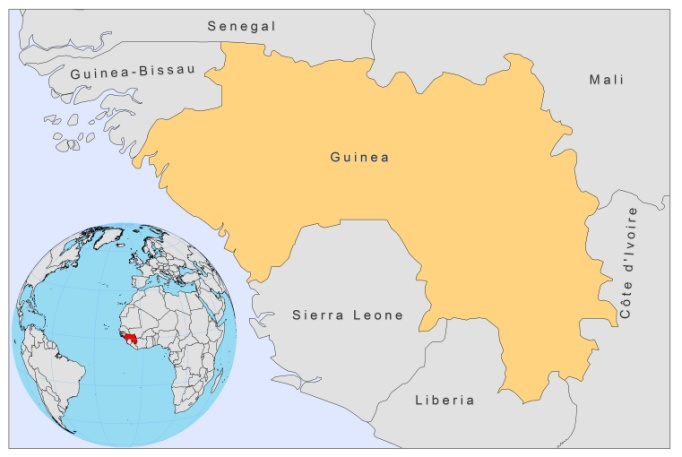 Senegal
Guinea-Bissau
Mali
Guinea
Côte d'Ivoire
Sierra Leone
Liberia